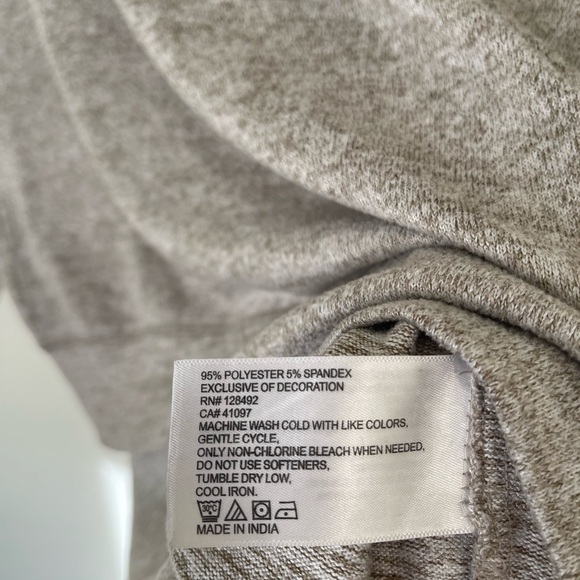 95% POLYESTER 5% SPANDEX
EXCLUSIVE OF DECORATION
RN# 128492
CA# 41097
MACHINE WASH COLD WITH LIKE COLORS,
GENTLE CYCLE,
ONLY NON-CHLORINE BLEACH WHEN NEEDED,
DO NOT USE SOFTENERS,
TUMBLE DRY LOW,
COOL IRON.
30°C
MADE IN INDIA